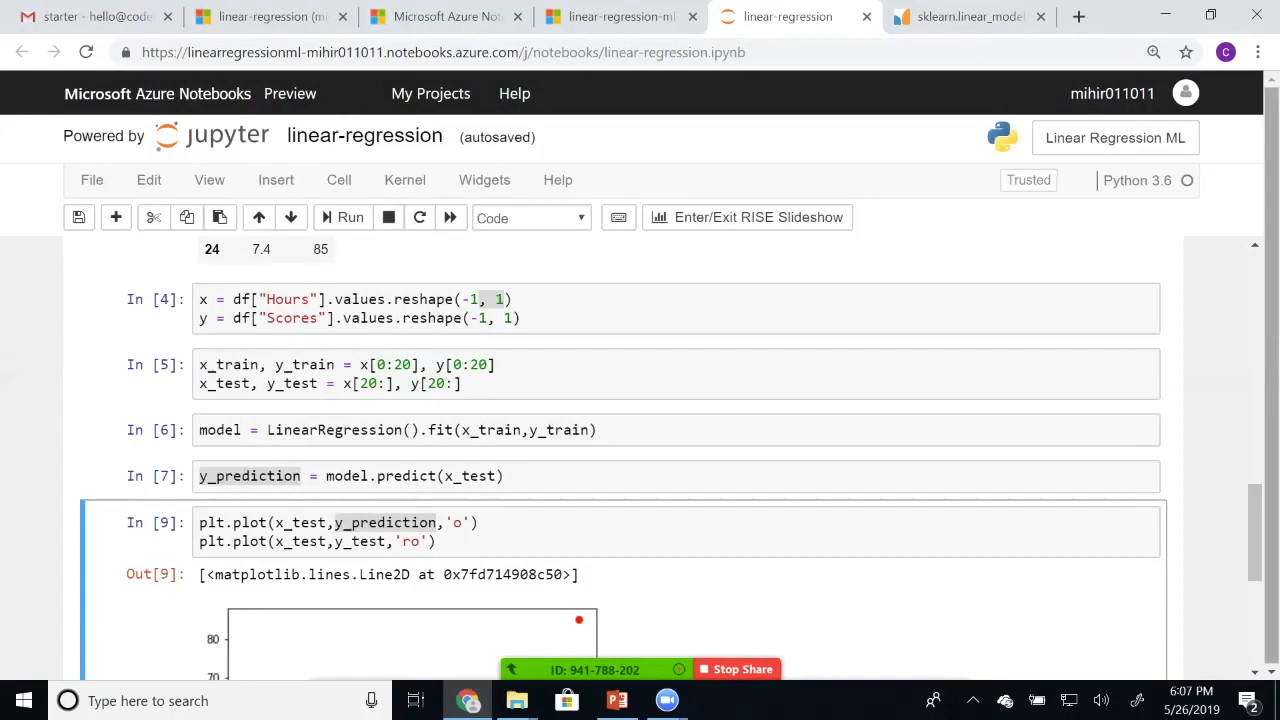 starter - hello@code
linear-regression (mi
Microsoft Azure Not
linear-regression-ml
linear-regression
sklearn.linear_model
https://linearregressionml-mihir011011.notebooks.azure.com/j/notebooks/linear-regression.ipynb
C
Microsoft Azure Notebooks Preview My Projects Help mihir011011
Powered by jupyter linear-regression (autosaved) Linear Regression ML
File Edit View Insert Cell Kernel Widgets Help Trusted Python 3.6
Run Code Enter/Exit RISE Slideshow
24 7.4 85
In [4]: x = df["Hours"].values.reshape(-1, 1)
y = df["Scores"].values.reshape(-1, 1)
In [5]: x_train, y_train = x[0:20], y[0:20]
x_test, y_test = x[20:], y[20:]
In [6]: model = LinearRegression().fit(x_train,y_train)
In [7]: y_prediction = model.predict(x_test)
In [9]: plt.plot(x_test,y_prediction,'o')
plt.plot(x_test,y_test,'ro')
Out[9]: [<matplotlib.lines.Line2D at 0x7fd714908c50>]
80
70
ID: 941-788-202 Stop Share
Type here to search
6:07 PM
5/26/2019
2